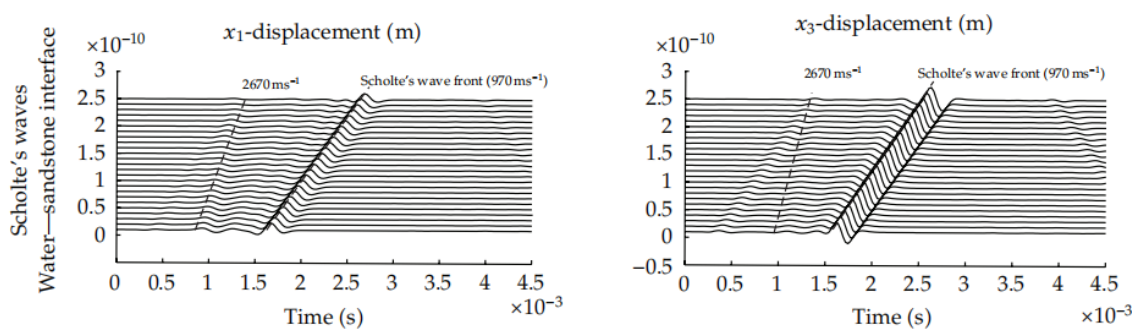 Scholte's waves
Water—sandstone interface
x₁-displacement (m)
×10⁻¹⁰
2670 ms⁻¹
Scholte's wave front (970 ms⁻¹)
3
2.5
2
1.5
1
0.5
0
0 0.5 1 1.5 2 2.5 3 3.5 4 4.5
×10⁻³
Time (s)
x₃-displacement (m)
×10⁻¹⁰
2670 ms⁻¹
Scholte's wave front (970 ms⁻¹)
3
2.5
2
1.5
1
0.5
0
−0.5
0 0.5 1 1.5 2 2.5 3 3.5 4 4.5
×10⁻³
Time (s)